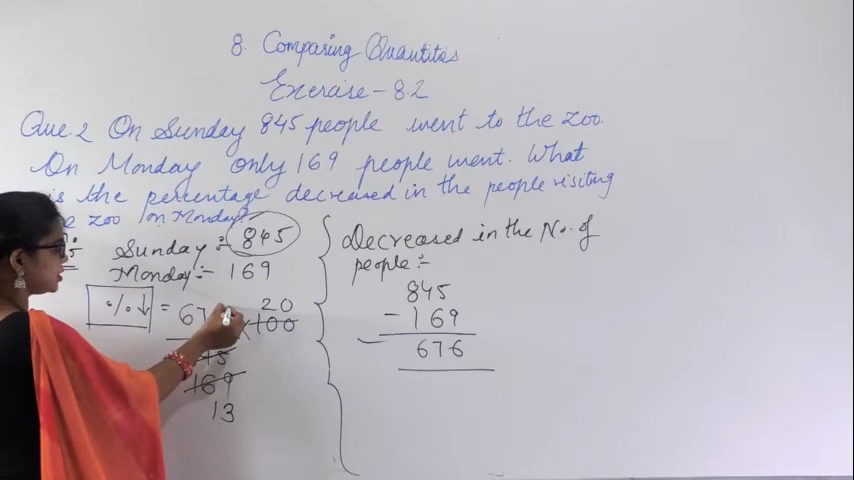 8. Comparing Quantites
Exercise - 8.2
Que.2 On Sunday 845 people went to the zoo.
On Monday only 169 people went. What
is the percentage decreased in the people visiting
zoo on Monday?
Sunday :- 845
Monday :- 169
%↓ = 67 100
20
169
13
Decreased in the No. of
people :-
845
- 169
676